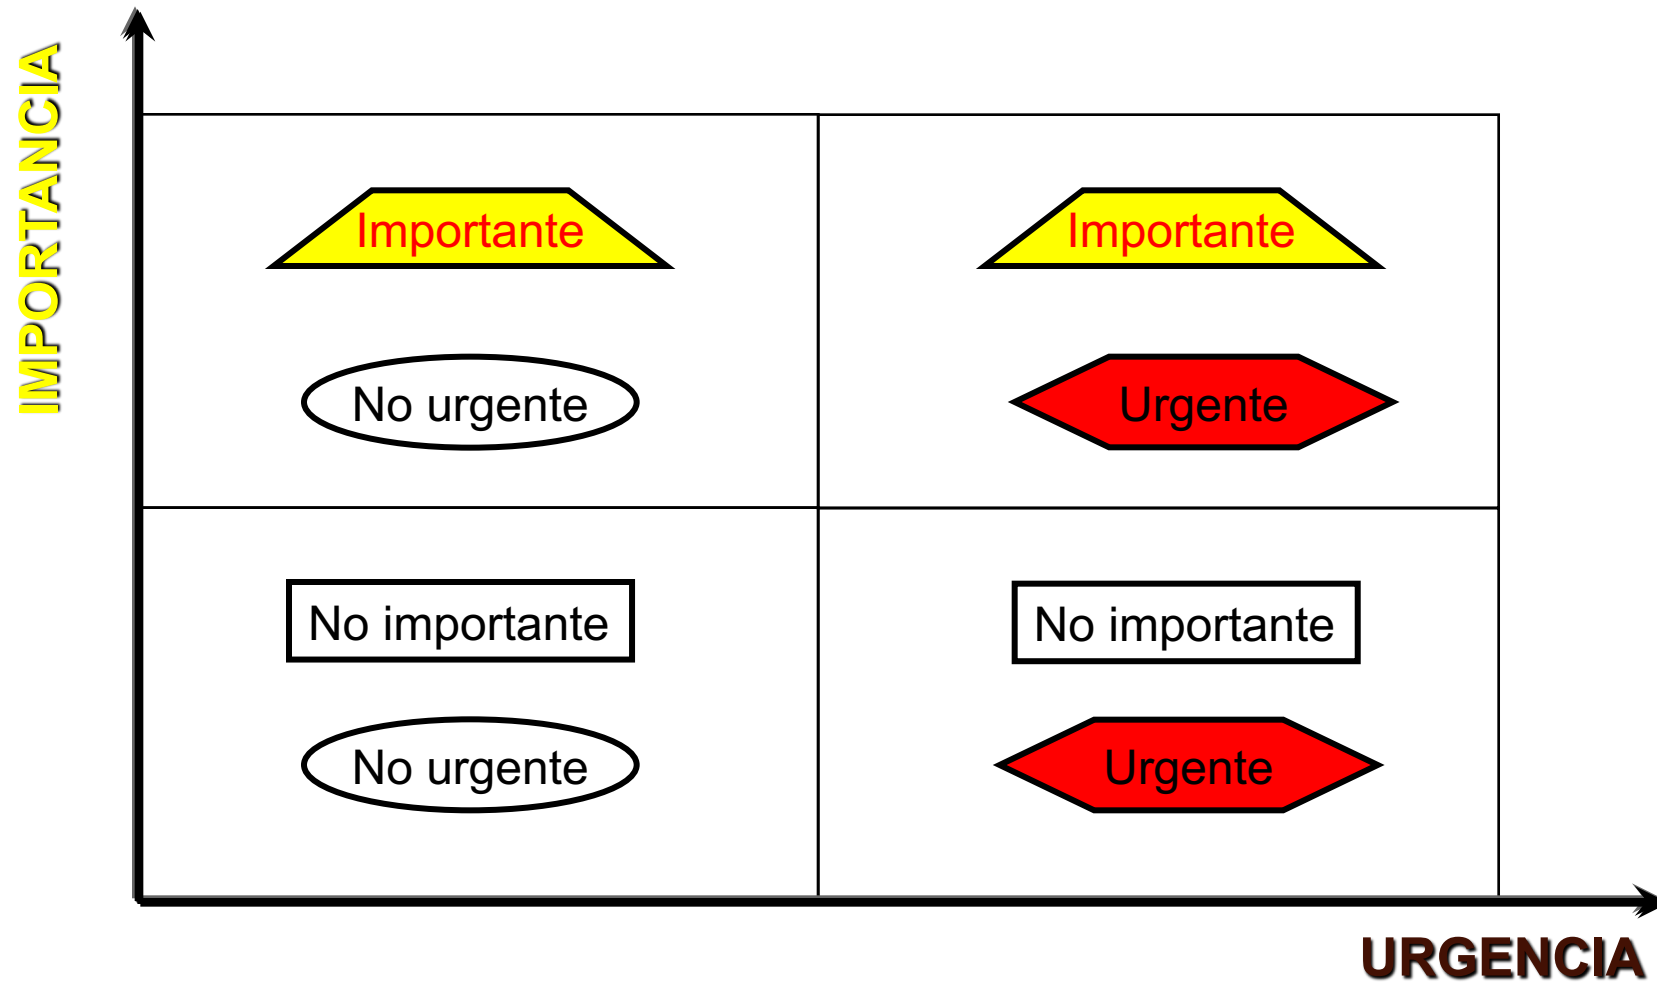 IMPORTANCIA
Importante
Importante
No urgente
Urgente
No importante
No importante
No urgente
Urgente
URGENCIA